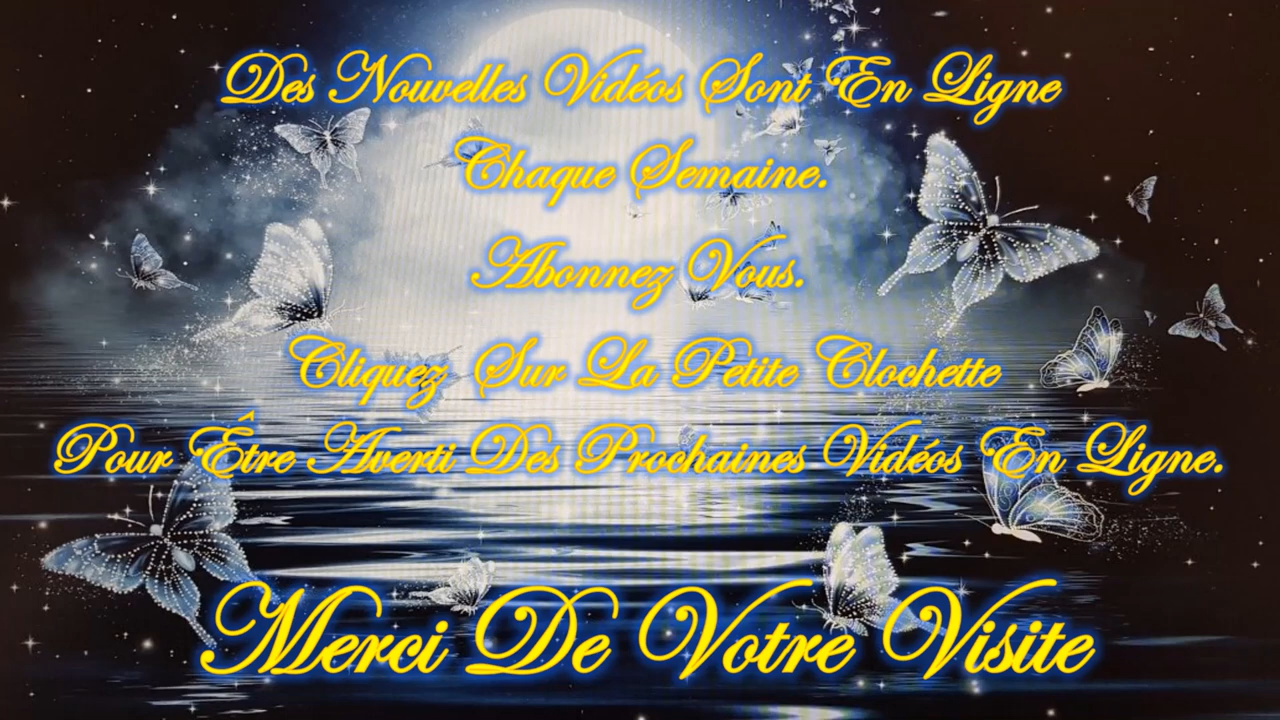 Des Nouvelles Vidéos Sont En Ligne
Chaque Semaine.
Abonnez Vous.
Cliquez Sur La Petite Clochette
Pour Être Averti Des Prochaines Vidéos En Ligne.
Merci De Votre Visite